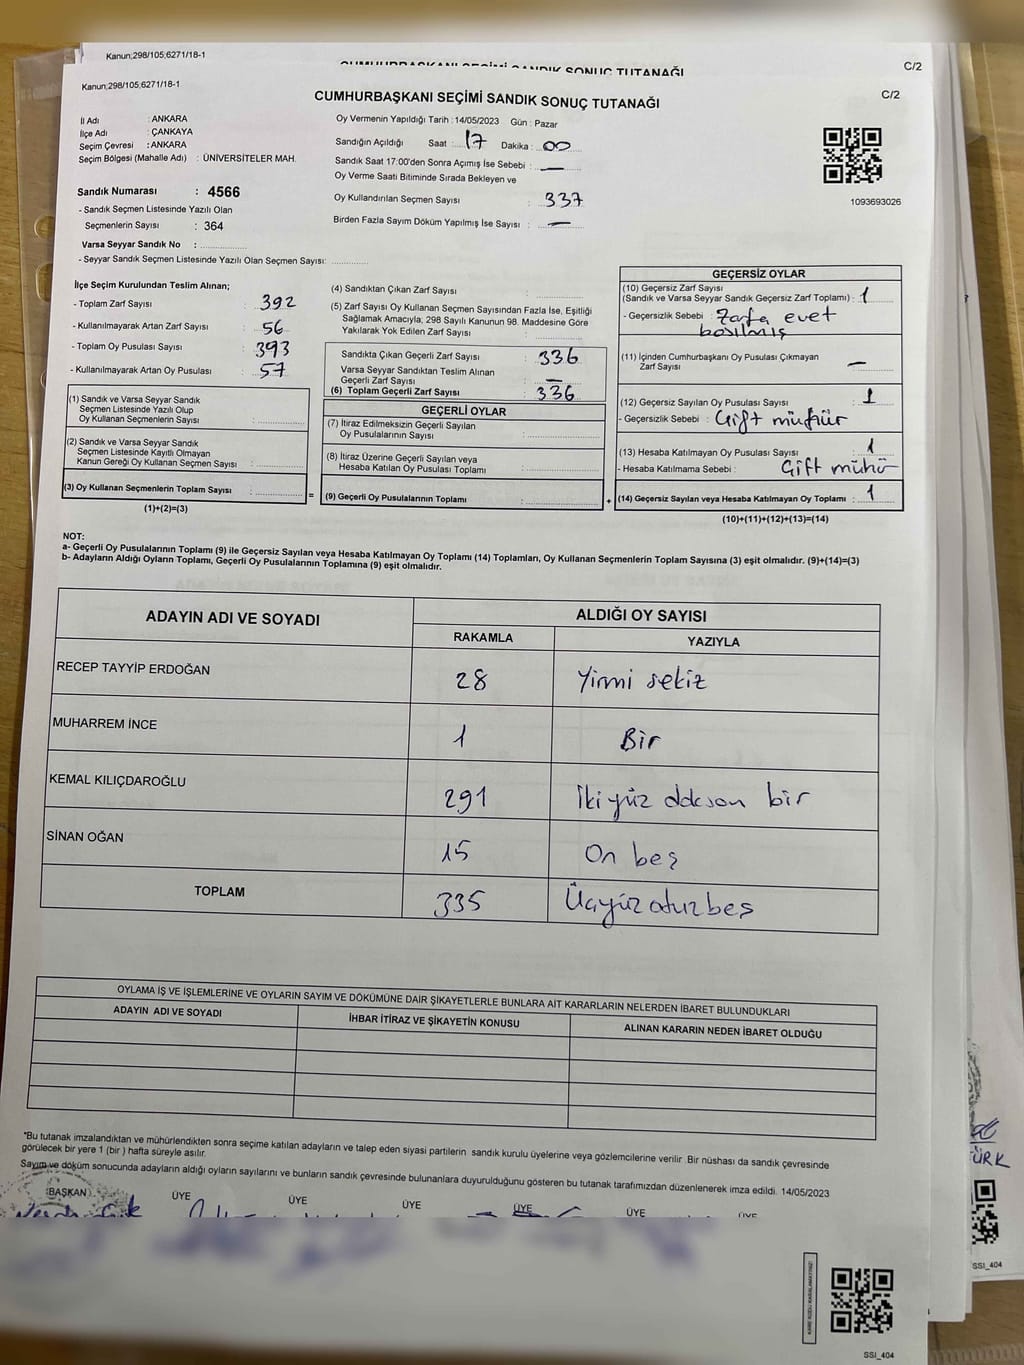 Kanun;298/105;6271/18-1
C/2
Kanun;298/105;6271/18-1
C/2
CUMHURBAŞKANI SEÇİMİ SANDIK SONUÇ TUTANAĞI
İl Adı : ANKARA
İlçe Adı : ÇANKAYA
Seçim Çevresi : ANKARA
Seçim Bölgesi (Mahalle Adı) : ÜNİVERSİTELER MAH.
Oy Vermenin Yapıldığı Tarih : 14/05/2023 Gün : Pazar
Sandığın Açıldığı Saat : 17 Dakika : 00
Sandık Saat 17:00'den Sonra Açımış İse Sebebi : —
Oy Verme Saati Bitiminde Sırada Bekleyen ve
Oy Kullandırılan Seçmen Sayısı : 337
Birden Fazla Sayım Döküm Yapılmış İse Sayısı : —
1093693026
Sandık Numarası : 4566
- Sandık Seçmen Listesinde Yazılı Olan
Seçmenlerin Sayısı : 364
Varsa Seyyar Sandık No :
- Seyyar Sandık Seçmen Listesinde Yazılı Olan Seçmen Sayısı:
İlçe Seçim Kurulundan Teslim Alınan;
- Toplam Zarf Sayısı : 392
- Kullanılmayarak Artan Zarf Sayısı : 56
- Toplam Oy Pusulası Sayısı : 393
- Kullanılmayarak Artan Oy Pusulası : 57
(4) Sandıktan Çıkan Zarf Sayısı :
(5) Zarf Sayısı Oy Kullanan Seçmen Sayısından Fazla İse, Eşitliği
Sağlamak Amacıyla, 298 Sayılı Kanunun 98. Maddesine Göre
Yakılarak Yok Edilen Zarf Sayısı :
Sandıkta Çıkan Geçerli Zarf Sayısı : 336
Varsa Seyyar Sandıktan Teslim Alınan
Geçerli Zarf Sayısı : —
(6) Toplam Geçerli Zarf Sayısı : 336
GEÇERSİZ OYLAR
(10) Geçersiz Zarf Sayısı
(Sandık ve Varsa Seyyar Sandık Geçersiz Zarf Toplamı) : 1
- Geçersizlik Sebebi : Zarfa evet
basılmış
(11) İçinden Cumhurbaşkanı Oy Pusulası Çıkmayan
Zarf Sayısı : —
(12) Geçersiz Sayılan Oy Pusulası Sayısı : 1
- Geçersizlik Sebebi : Çift mühür
(13) Hesaba Katılmayan Oy Pusulası Sayısı : 1
- Hesaba Katılmama Sebebi : Çift mühü
(14) Geçersiz Sayılan veya Hesaba Katılmayan Oy Toplamı : 1
(10)+(11)+(12)+(13)=(14)
(1) Sandık ve Varsa Seyyar Sandık
Seçmen Listesinde Yazılı Olup
Oy Kullanan Seçmenlerin Sayısı :
(2) Sandık ve Varsa Seyyar Sandık
Seçmen Listesinde Kayıtlı Olmayan
Kanun Gereği Oy Kullanan Seçmen Sayısı :
(3) Oy Kullanan Seçmenlerin Toplam Sayısı :
(1)+(2)=(3)
=
GEÇERLİ OYLAR
(7) İtiraz Edilmeksizin Geçerli Sayılan
Oy Pusulalarının Sayısı :
(8) İtiraz Üzerine Geçerli Sayılan veya
Hesaba Katılan Oy Pusulası Toplamı :
(9) Geçerli Oy Pusulalarının Toplamı :
+
NOT:
a- Geçerli Oy Pusulalarının Toplamı (9) ile Geçersiz Sayılan veya Hesaba Katılmayan Oy Toplamı (14) Toplamları, Oy Kullanan Seçmenlerin Toplam Sayısına (3) eşit olmalıdır. (9)+(14)=(3)
b- Adayların Aldığı Oyların Toplamı, Geçerli Oy Pusulalarının Toplamına (9) eşit olmalıdır.
ADAYIN ADI VE SOYADI
ALDIĞI OY SAYISI
RAKAMLA YAZIYLA
RECEP TAYYİP ERDOĞAN 28 Yirmi sekiz
MUHARREM İNCE 1 Bir
KEMAL KILIÇDAROĞLU 291 İkiyüz doksan bir
SİNAN OĞAN 15 On beş
TOPLAM 335 Üçyüzotuzbeş
OYLAMA İŞ VE İŞLEMLERİNE VE OYLARIN SAYIM VE DÖKÜMÜNE DAİR ŞİKAYETLERLE BUNLARA AİT KARARLARIN NELERDEN İBARET BULUNDUKLARI
ADAYIN ADI VE SOYADI İHBAR İTİRAZ VE ŞİKAYETİN KONUSU ALINAN KARARIN NEDEN İBARET OLDUĞU
*Bu tutanak imzalandıktan ve mühürlendikten sonra seçime katılan adayların ve talep eden siyasi partilerin sandık kurulu üyelerine veya gözlemcilerine verilir. Bir nüshası da sandık çevresinde
görülecek bir yere 1 (bir ) hafta süreyle asılır.
Sayım ve döküm sonucunda adayların aldığı oyların sayılarını ve bunların sandık çevresinde bulunanlara duyurulduğunu gösteren bu tutanak tarafımızdan düzenlenerek imza edildi. 14/05/2023
BAŞKAN ÜYE ÜYE ÜYE ÜYE ÜYE ÜYE
SSI_404
SSI_404